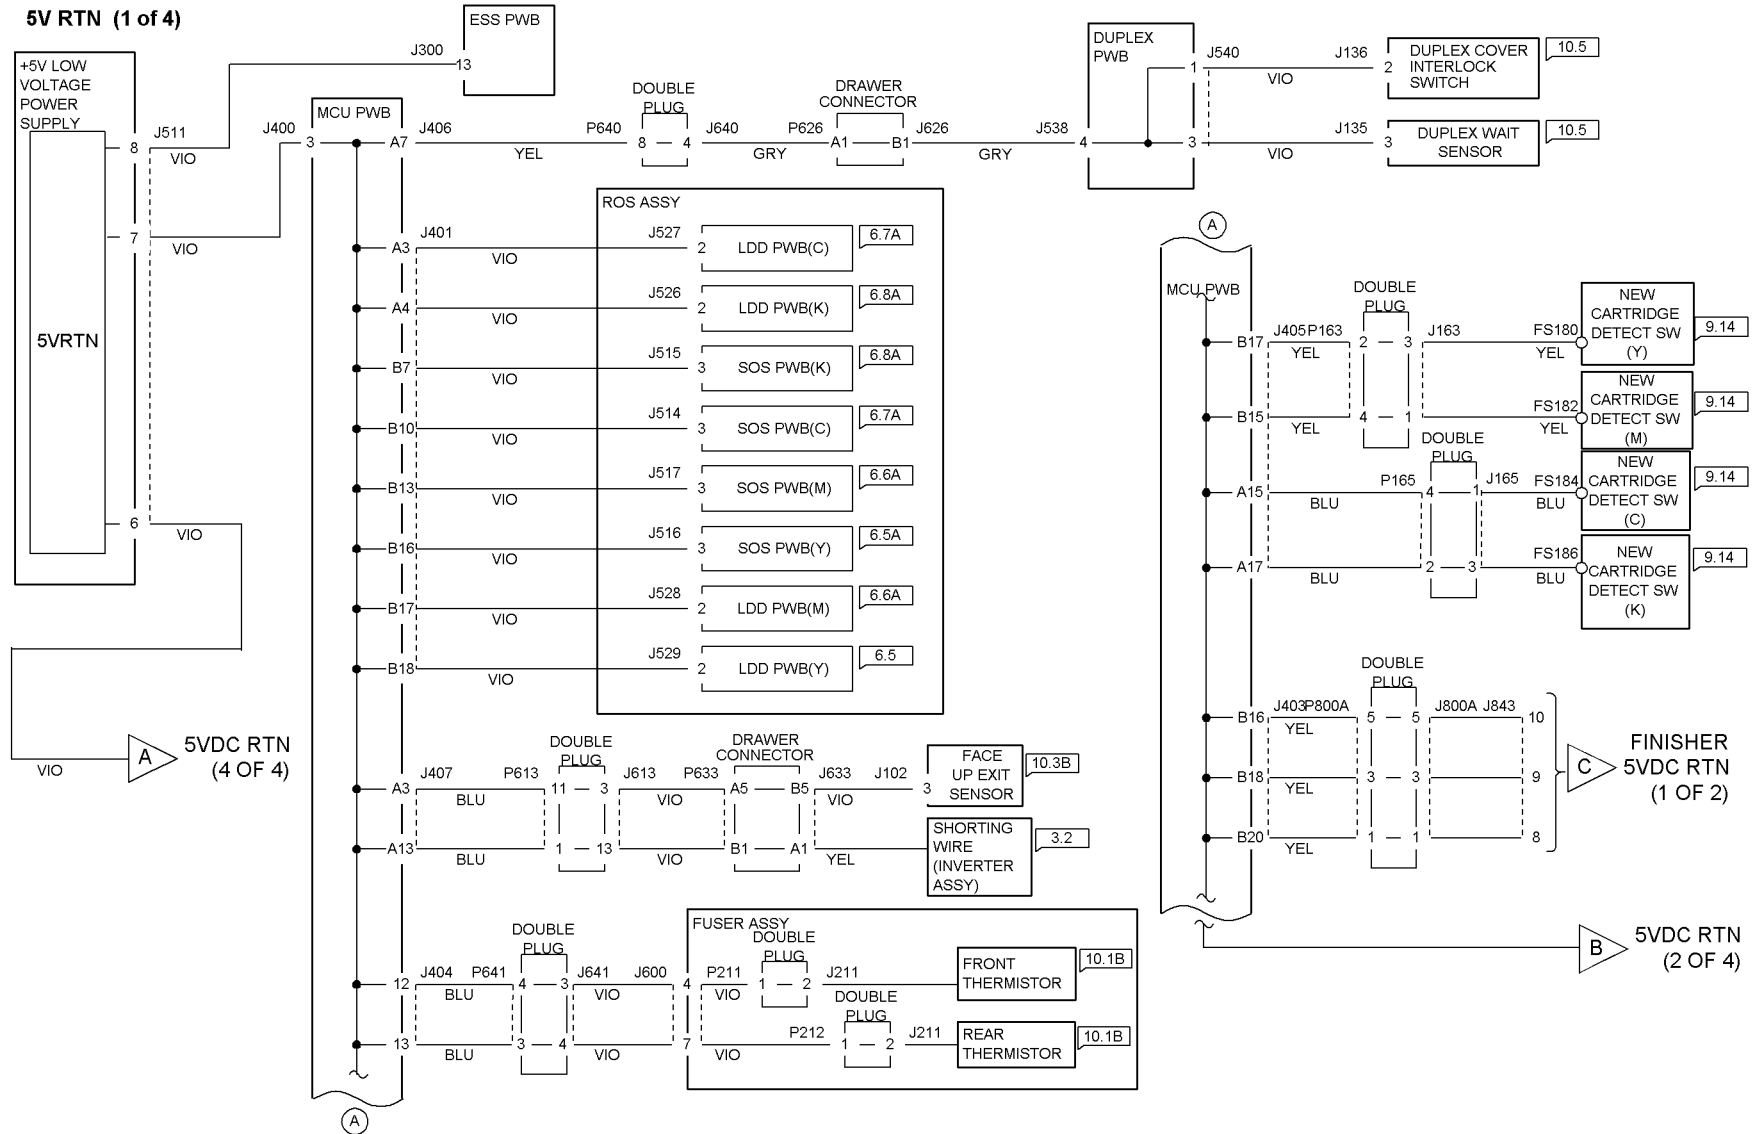 5V RTN (1 of 4)
+5V LOW
VOLTAGE
POWER
SUPPLY
5VRTN
8
7
6
J511
VIO
VIO
VIO
VIO
A
5VDC RTN
(4 OF 4)
J300
13
ESS PWB
J400
3
MCU PWB
A7
J406
YEL
P640
DOUBLE
PLUG
8 4
J640
GRY
P626
DRAWER
CONNECTOR
A1 B1
J626
GRY
J538
4
DUPLEX
PWB
1
3
J540
VIO
VIO
J136
2
DUPLEX COVER
INTERLOCK
SWITCH
10.5
J135
3
DUPLEX WAIT
SENSOR
10.5
ROS ASSY
A3
J401
VIO
J527
2
LDD PWB(C)
6.7A
A4
VIO
J526
2
LDD PWB(K)
6.8A
B7
VIO
J515
3
SOS PWB(K)
6.8A
B10
VIO
J514
3
SOS PWB(C)
6.7A
B13
VIO
J517
3
SOS PWB(M)
6.6A
B16
VIO
J516
3
SOS PWB(Y)
6.5A
B17
VIO
J528
2
LDD PWB(M)
6.6A
B18
VIO
J529
2
LDD PWB(Y)
6.5
A3
J407
BLU
P613
DOUBLE
PLUG
11 3
J613
VIO
P633
DRAWER
CONNECTOR
A5 B5
J633
VIO
J102
3
FACE
UP EXIT
SENSOR
10.3B
A13
BLU
1 13
VIO
B1 A1
YEL
SHORTING
WIRE
(INVERTER
ASSY)
3.2
12
J404
BLU
P641
DOUBLE
PLUG
4 3
J641
VIO
J600
4
FUSER ASSY
P211
VIO
DOUBLE
PLUG
1 2
J211
FRONT
THERMISTOR
10.1B
13
BLU
3 4
VIO
7
VIO
P212
DOUBLE
PLUG
1 2
J211
REAR
THERMISTOR
10.1B
A
A
MCU PWB
B17
J405
YEL
P163
DOUBLE
PLUG
2 3
J163
FS180
YEL
NEW
CARTRIDGE
DETECT SW
(Y)
9.14
B15
YEL
4 1
FS182
YEL
NEW
CARTRIDGE
DETECT SW
(M)
9.14
A15
BLU
P165
DOUBLE
PLUG
4 1
J165
FS184
BLU
NEW
CARTRIDGE
DETECT SW
(C)
9.14
A17
BLU
2 3
FS186
BLU
NEW
CARTRIDGE
DETECT SW
(K)
9.14
B16
J403
YEL
P800A
DOUBLE
PLUG
5 5
J800A
J843
10
B18
YEL
3 3
9
B20
YEL
1 1
8
C
FINISHER
5VDC RTN
(1 OF 2)
B
5VDC RTN
(2 OF 4)